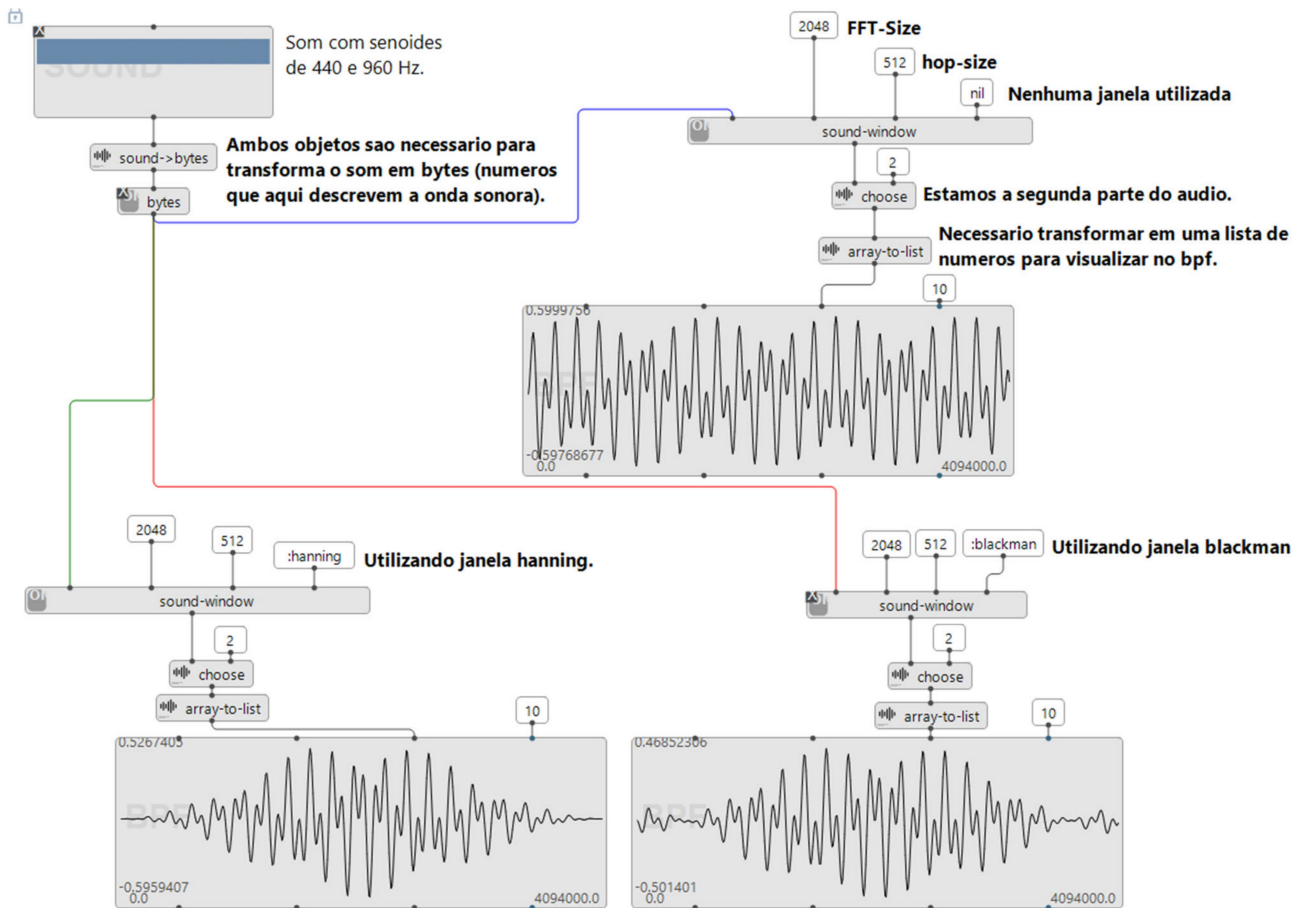 SOUND
Som com senoides
de 440 e 960 Hz.
sound->bytes
Ambos objetos sao necessario para
transforma o som em bytes (numeros
que aqui descrevem a onda sonora).
bytes
2048
FFT-Size
512
hop-size
nil
Nenhuma janela utilizada
sound-window
2
choose
Estamos a segunda parte do audio.
array-to-list
Necessario transformar em uma lista de
numeros para visualizar no bpf.
10
0.5999756
BPF
-0.59768677
0.0
4094000.0
2048
512
:hanning
Utilizando janela hanning.
sound-window
2
choose
array-to-list
10
0.5267405
BPF
-0.5959407
0.0
4094000.0
2048
512
:blackman
Utilizando janela blackman
sound-window
2
choose
array-to-list
10
0.46852306
BPF
-0.501401
0.0
4094000.0